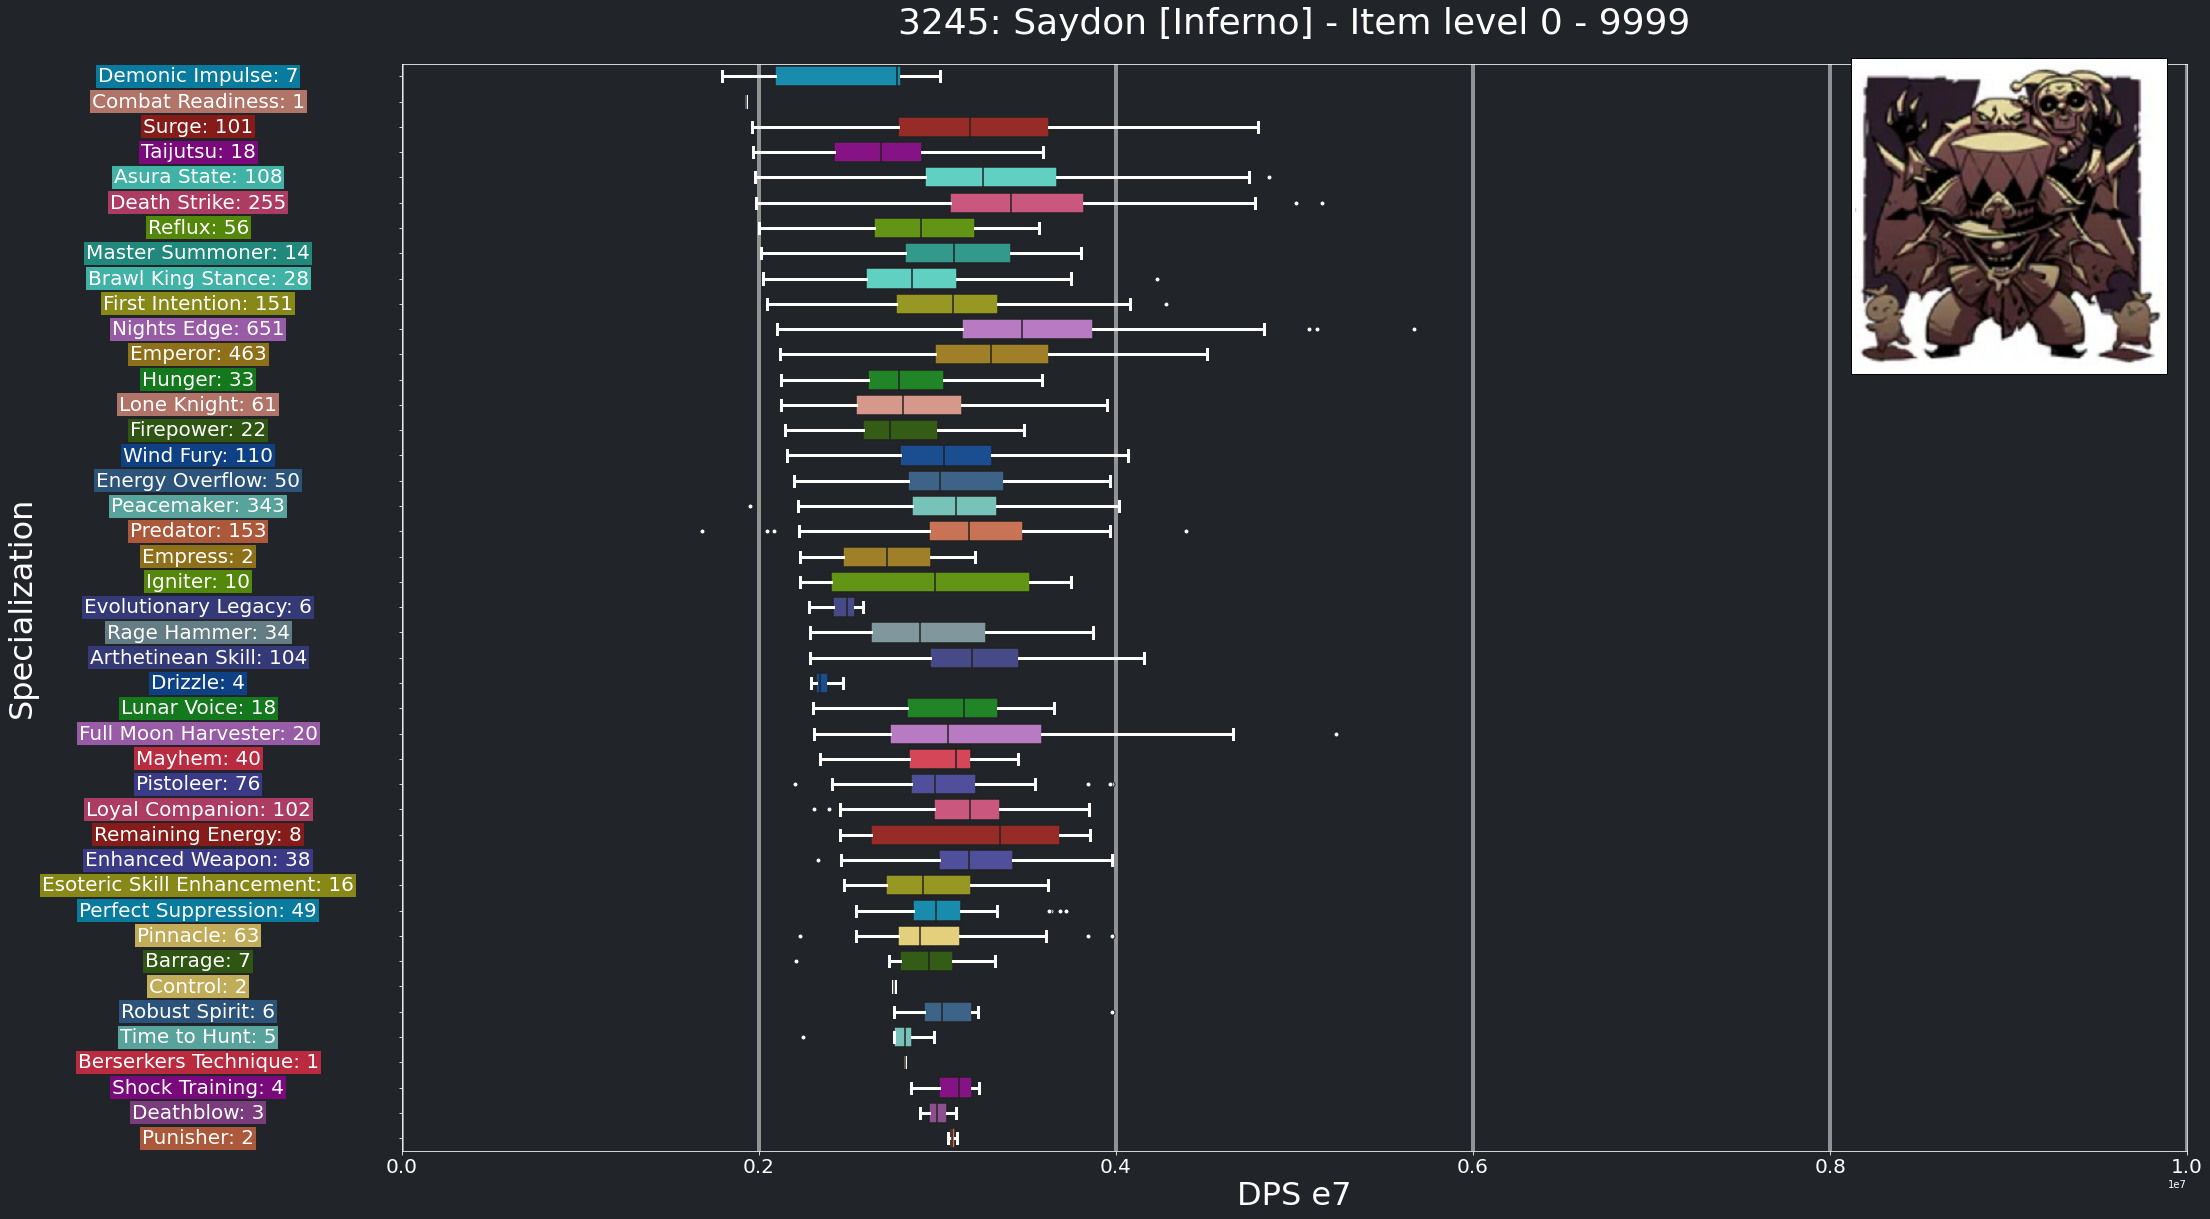 3245: Saydon [Inferno] - Item level 0 - 9999
Demonic Impulse: 7
Combat Readiness: 1
Surge: 101
Taijutsu: 18
Asura State: 108
Death Strike: 255
Reflux: 56
Master Summoner: 14
Brawl King Stance: 28
First Intention: 151
Nights Edge: 651
Emperor: 463
Hunger: 33
Lone Knight: 61
Firepower: 22
Wind Fury: 110
Energy Overflow: 50
Peacemaker: 343
Predator: 153
Empress: 2
Igniter: 10
Evolutionary Legacy: 6
Rage Hammer: 34
Arthetinean Skill: 104
Drizzle: 4
Lunar Voice: 18
Full Moon Harvester: 20
Mayhem: 40
Pistoleer: 76
Loyal Companion: 102
Remaining Energy: 8
Enhanced Weapon: 38
Esoteric Skill Enhancement: 16
Perfect Suppression: 49
Pinnacle: 63
Barrage: 7
Control: 2
Robust Spirit: 6
Time to Hunt: 5
Berserkers Technique: 1
Shock Training: 4
Deathblow: 3
Punisher: 2
Specialization
0.0 0.2 0.4 0.6 0.8 1.0
1e7
DPS e7